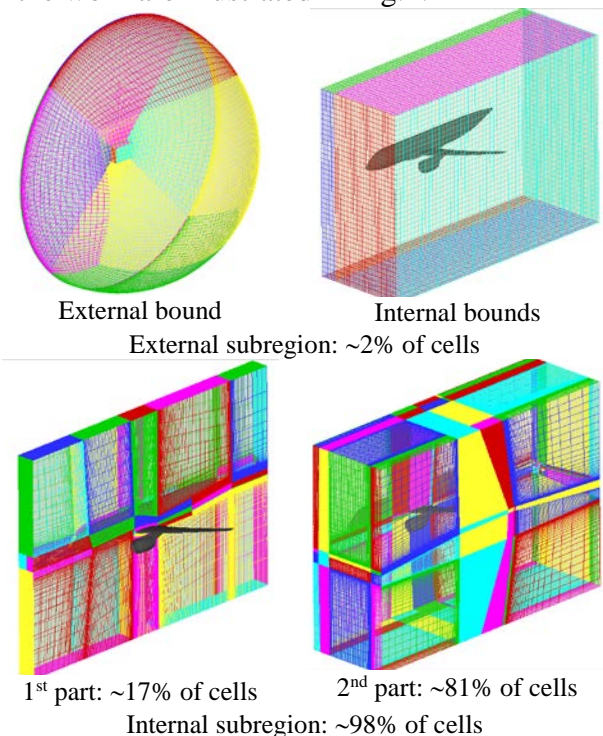 External bound Internal bounds
External subregion: ~2% of cells
1st part: ~17% of cells 2nd part: ~81% of cells
Internal subregion: ~98% of cells